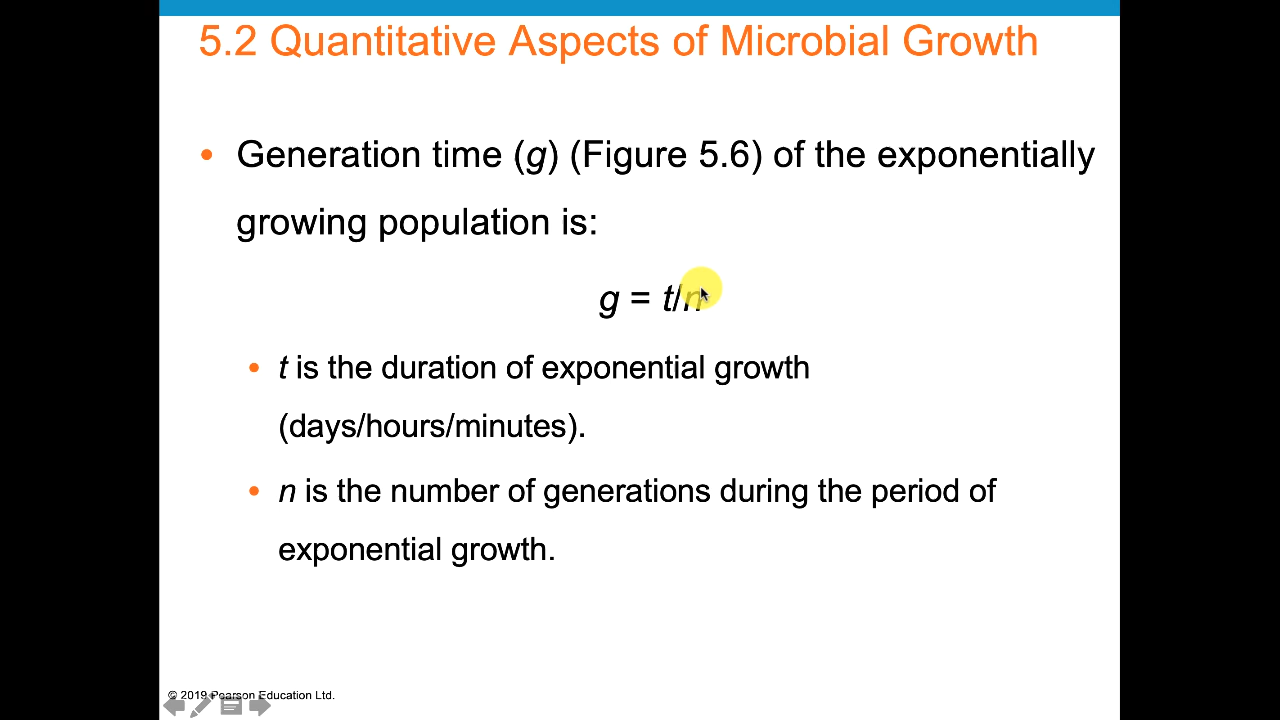 5.2 Quantitative Aspects of Microbial Growth
• Generation time (g) (Figure 5.6) of the exponentially
growing population is:
g = t/n
• t is the duration of exponential growth
(days/hours/minutes).
• n is the number of generations during the period of
exponential growth.
© 2019 Pearson Education Ltd.